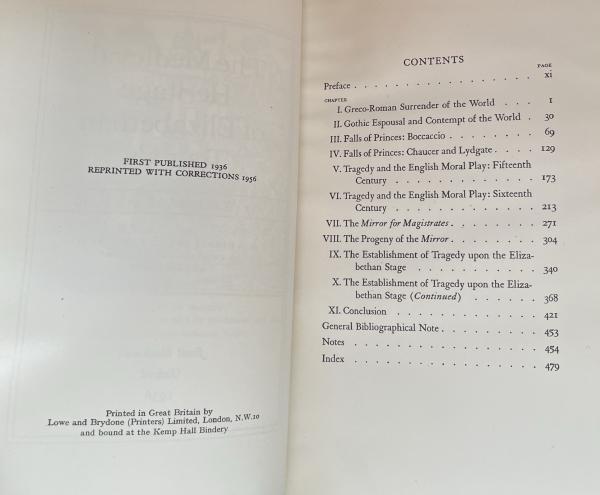 FIRST PUBLISHED 1936
REPRINTED WITH CORRECTIONS 1956
Printed in Great Britain by
Lowe and Brydone (Printers) Limited, London, N.W.10
and bound at the Kemp Hall Bindery
CONTENTS
PAGE
Preface . . . . . . . . . . . . . . . xi
CHAPTER
I. Greco-Roman Surrender of the World . . . 1
II. Gothic Espousal and Contempt of the World . 30
III. Falls of Princes: Boccaccio . . . . . . . . 69
IV. Falls of Princes: Chaucer and Lydgate . . . . 129
V. Tragedy and the English Moral Play: Fifteenth
Century . . . . . . . . . . . . . 173
VI. Tragedy and the English Moral Play: Sixteenth
Century . . . . . . . . . . . . . 213
VII. The Mirror for Magistrates . . . . . . . . 271
VIII. The Progeny of the Mirror . . . . . . . . 304
IX. The Establishment of Tragedy upon the Eliza-
bethan Stage . . . . . . . . . . . 340
X. The Establishment of Tragedy upon the Eliza-
bethan Stage (Continued) . . . . . . 368
XI. Conclusion . . . . . . . . . . . . . 421
General Bibliographical Note . . . . . . . . . 453
Notes . . . . . . . . . . . . . . . . . 454
Index . . . . . . . . . . . . . . . . . 479